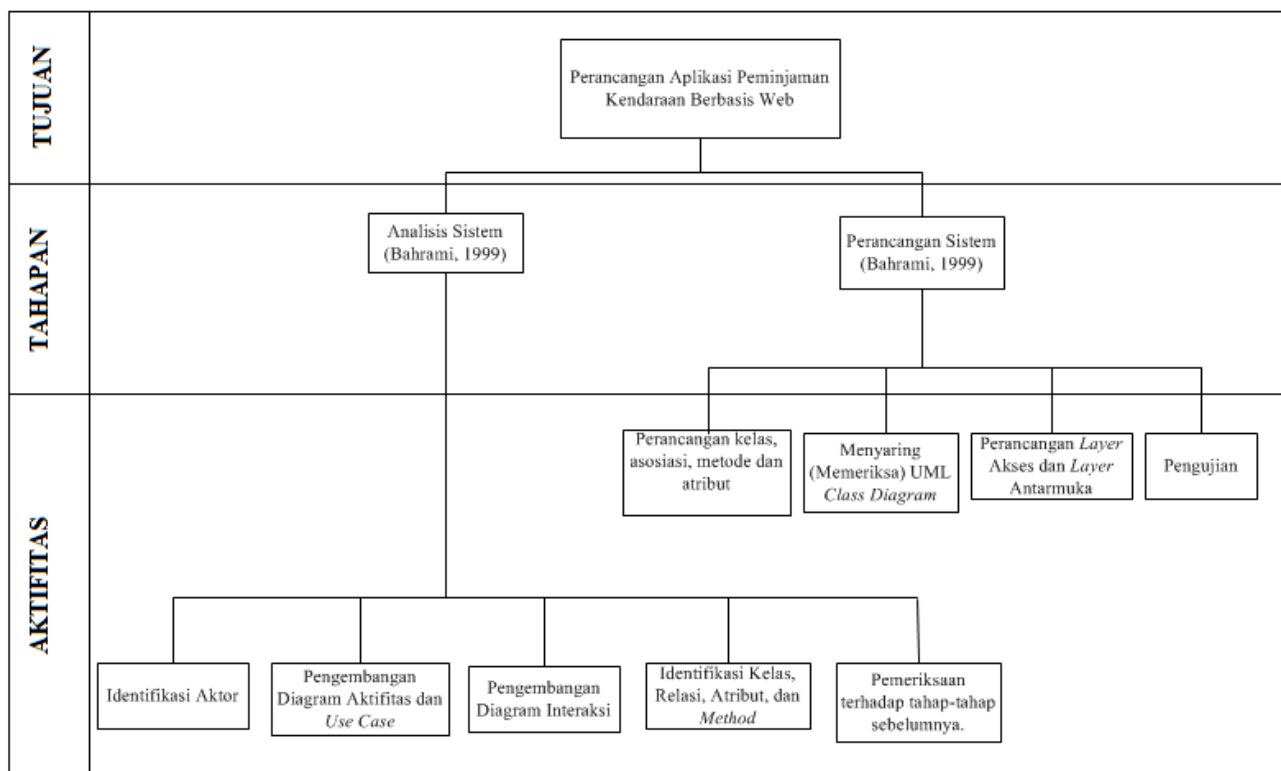 TUJUAN
Perancangan Aplikasi Peminjaman
Kendaraan Berbasis Web
TAHAPAN
Analisis Sistem
(Bahrami, 1999)
Perancangan Sistem
(Bahrami, 1999)
AKTIFITAS
Perancangan kelas,
asosiasi, metode dan
atribut
Menyaring
(Memeriksa) UML
Class Diagram
Perancangan Layer
Akses dan Layer
Antarmuka
Pengujian
Identifikasi Aktor
Pengembangan
Diagram Aktifitas dan
Use Case
Pengembangan
Diagram Interaksi
Identifikasi Kelas,
Relasi, Atribut, dan
Method
Pemeriksaan
terhadap tahap-tahap
sebelumnya.